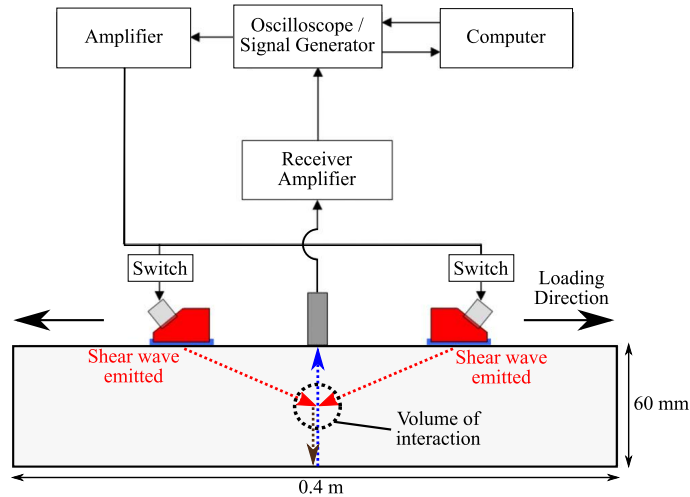 Amplifier
Oscilloscope /
Signal Generator
Computer
Receiver
Amplifier
Switch
Switch
Loading
Direction
Shear wave
emitted
Shear wave
emitted
Volume of
interaction
60 mm
0.4 m